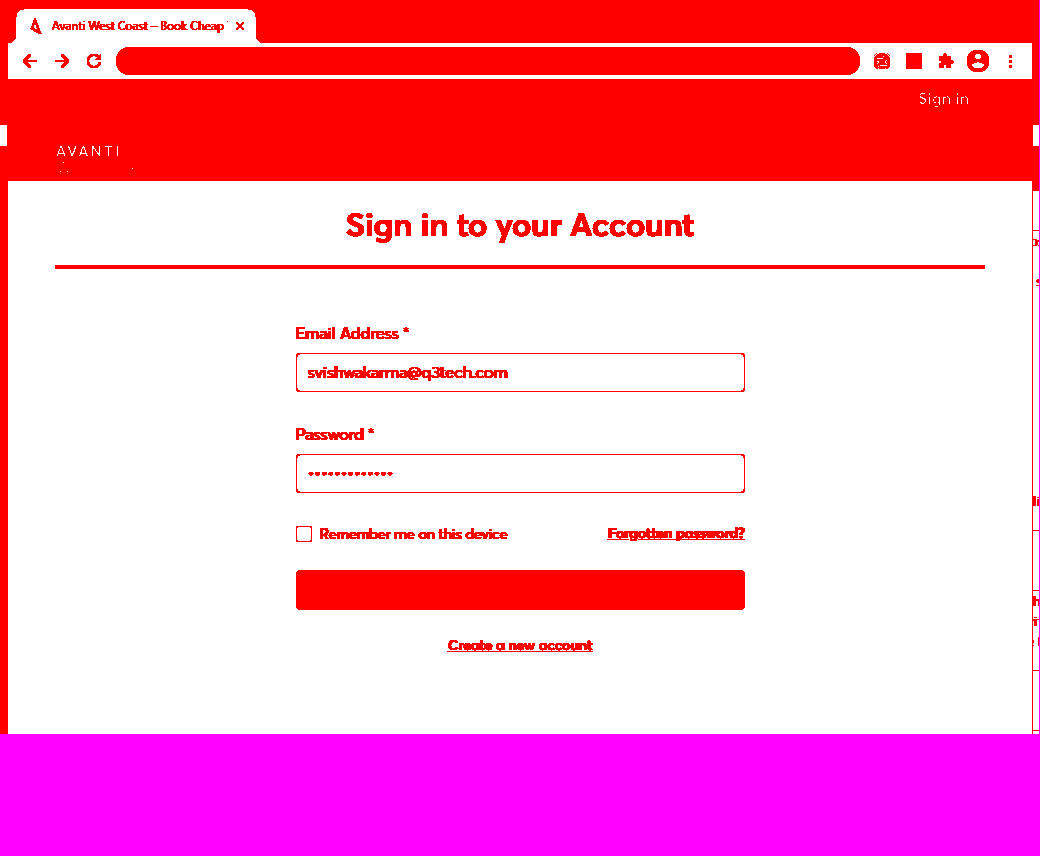 Avanti West Coast – Book Cheap
Sign in
AVANTI
Sign in to your Account
Email Address *
svishwakarma@q3tech.com
Password *
•••••••••••••
Remember me on this device
Forgotten password?
Create a new account